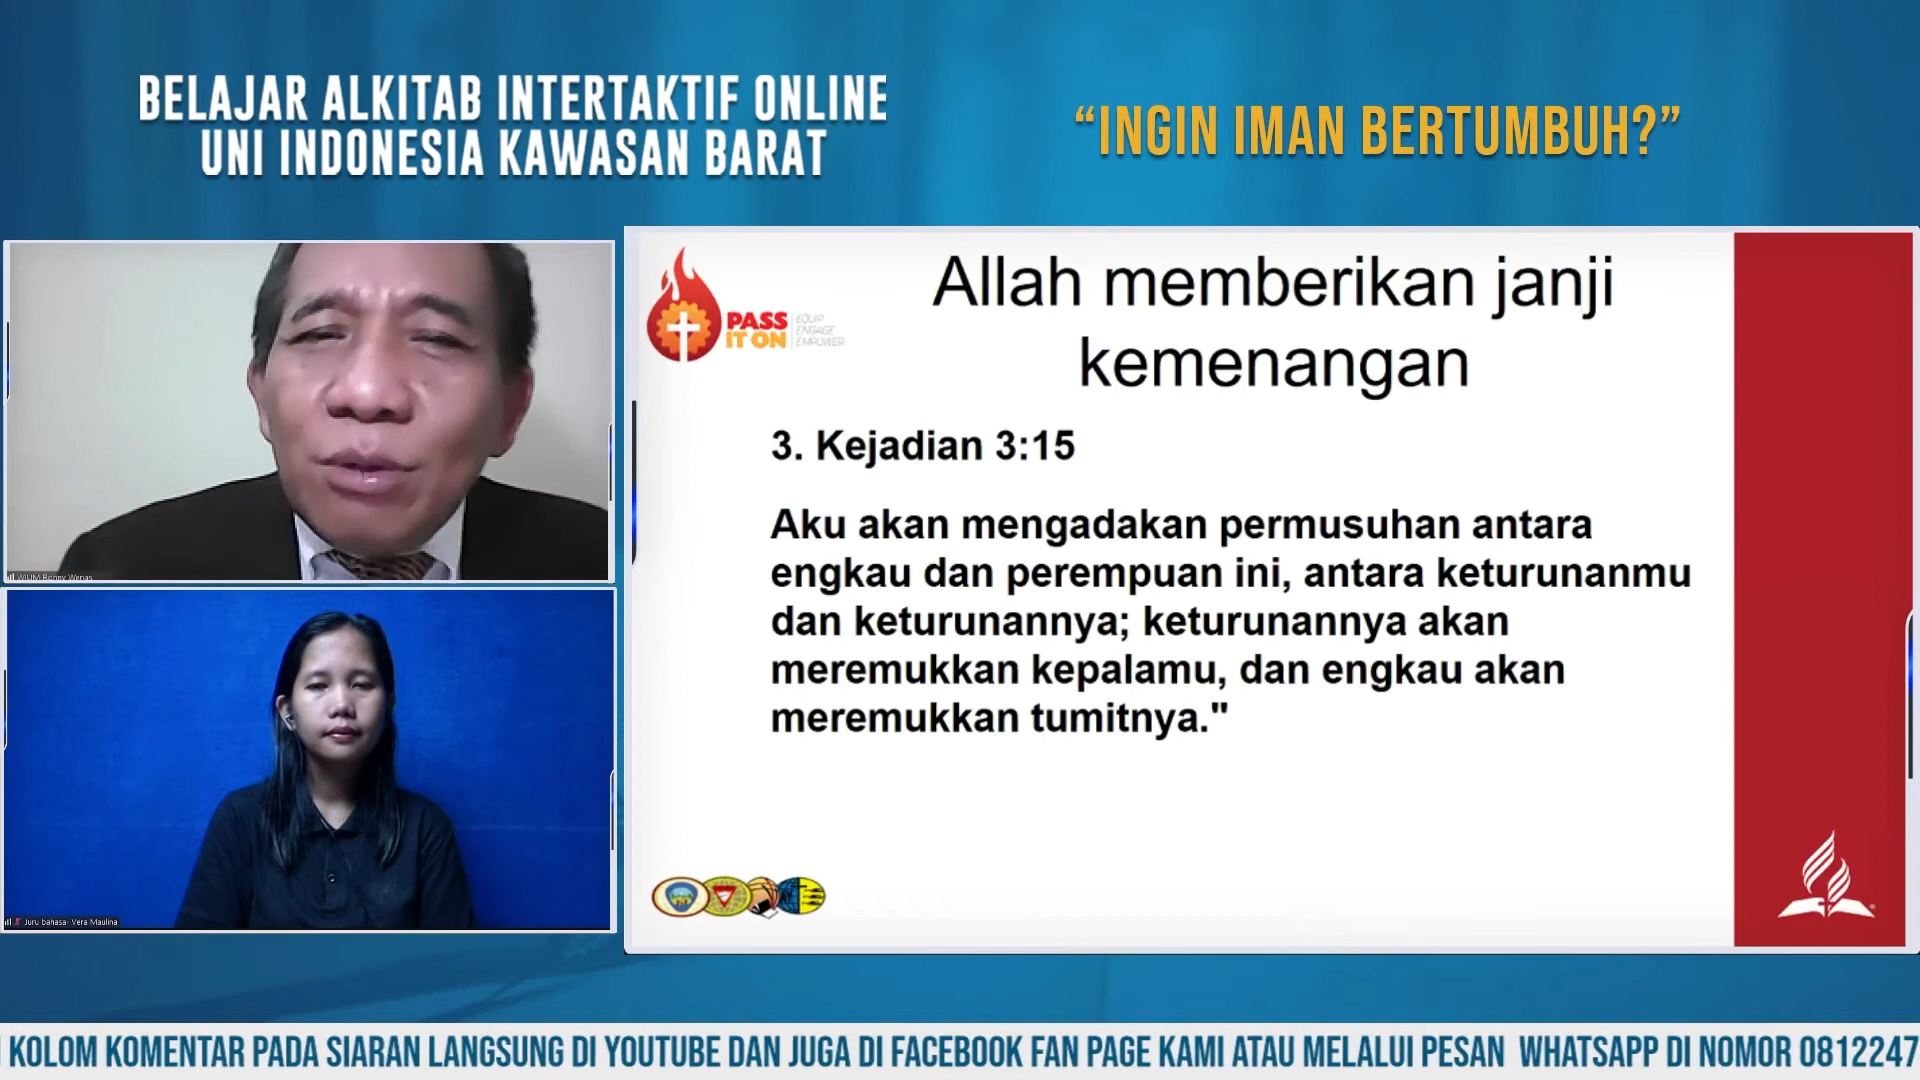 BELAJAR ALKITAB INTERTAKTIF ONLINE
UNI INDONESIA KAWASAN BARAT
“INGIN IMAN BERTUMBUH?”
WIUM Ronny Wenas
Juru bahasa- Vera Maulina
PASS
IT ON
EQUIP
ENGAGE
EMPOWER
Allah memberikan janji
kemenangan
3. Kejadian 3:15
Aku akan mengadakan permusuhan antara
engkau dan perempuan ini, antara keturunanmu
dan keturunannya; keturunannya akan
meremukkan kepalamu, dan engkau akan
meremukkan tumitnya."
KOLOM KOMENTAR PADA SIARAN LANGSUNG DI YOUTUBE DAN JUGA DI FACEBOOK FAN PAGE KAMI ATAU MELALUI PESAN WHATSAPP DI NOMOR 0812247